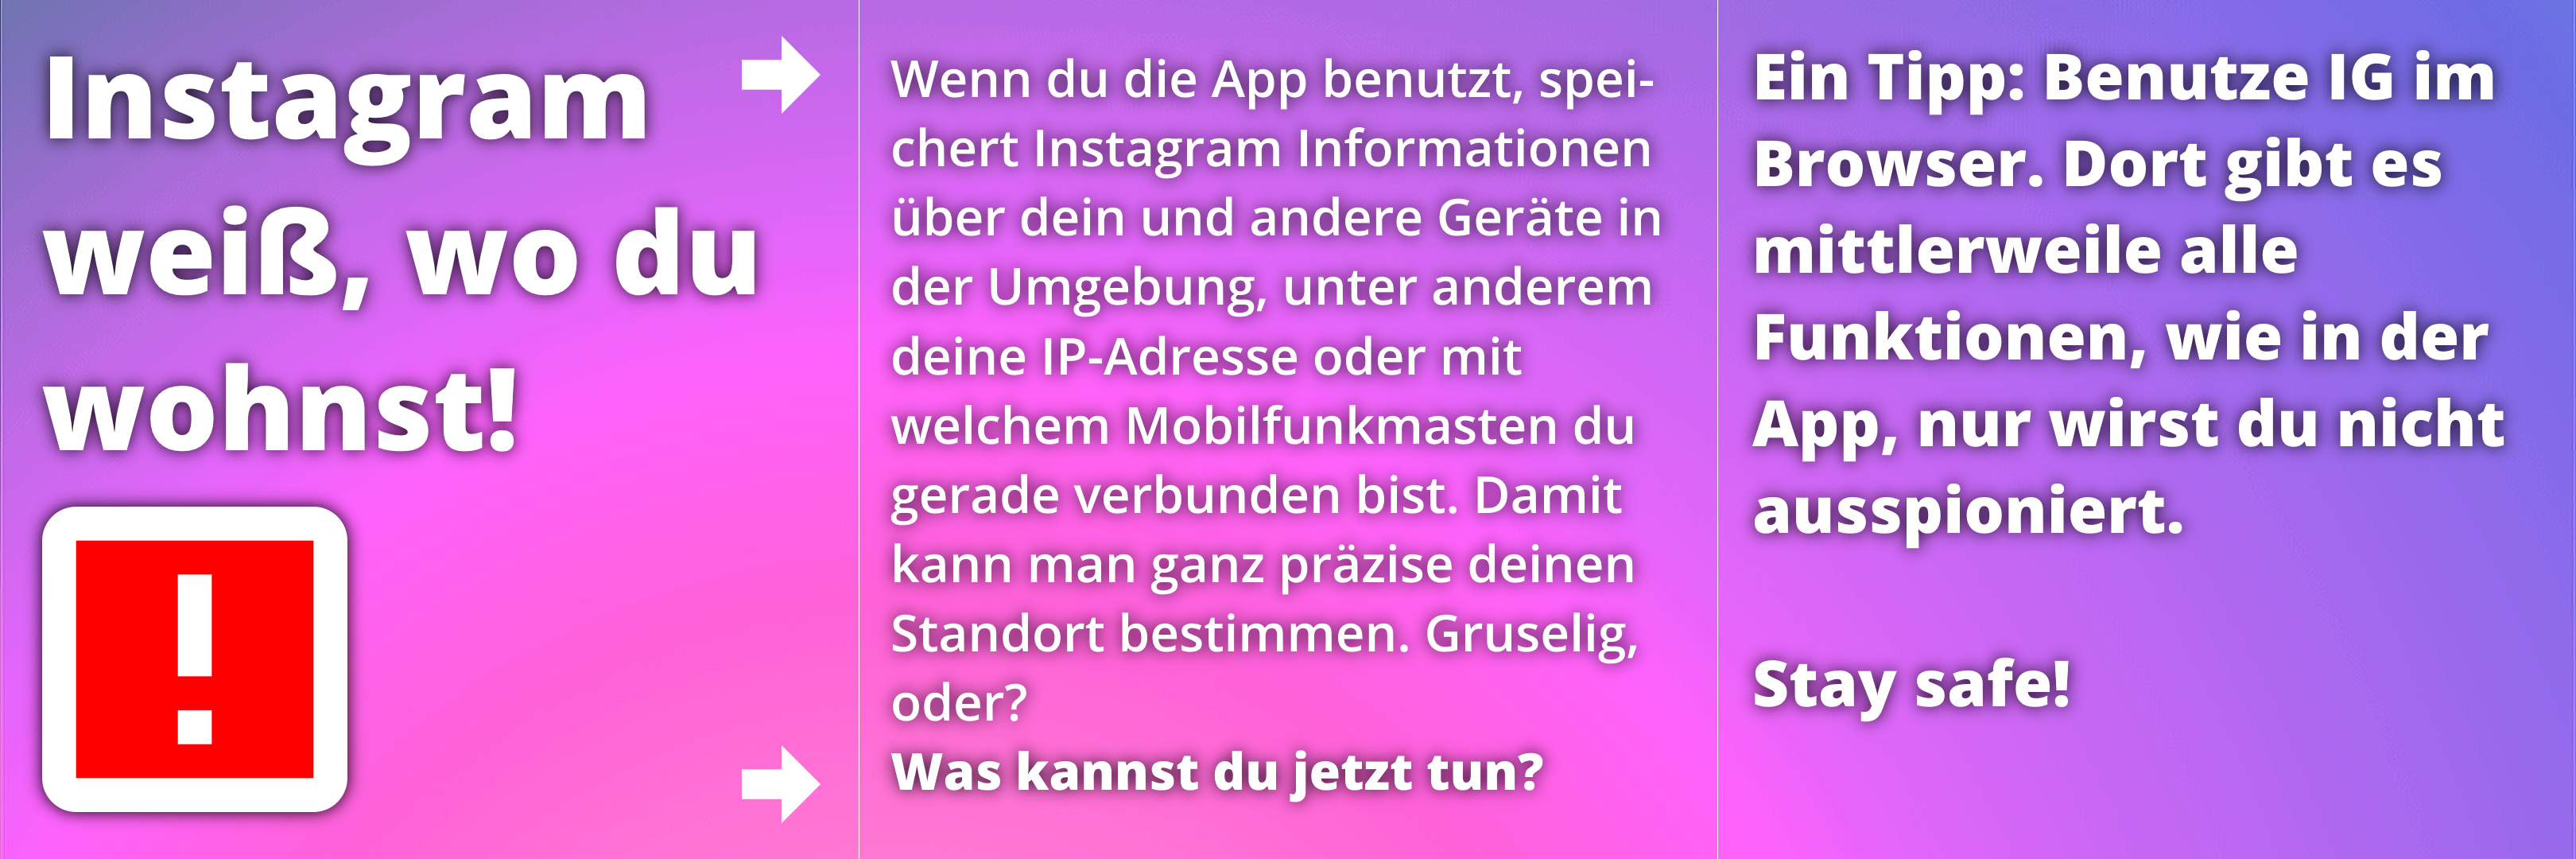 Instagram
weiß, wo du
wohnst!
!
Wenn du die App benutzt, spei-
chert Instagram Informationen
über dein und andere Geräte in
der Umgebung, unter anderem
deine IP-Adresse oder mit
welchem Mobilfunkmasten du
gerade verbunden bist. Damit
kann man ganz präzise deinen
Standort bestimmen. Gruselig,
oder?
Was kannst du jetzt tun?
Ein Tipp: Benutze IG im
Browser. Dort gibt es
mittlerweile alle
Funktionen, wie in der
App, nur wirst du nicht
ausspioniert.
Stay safe!